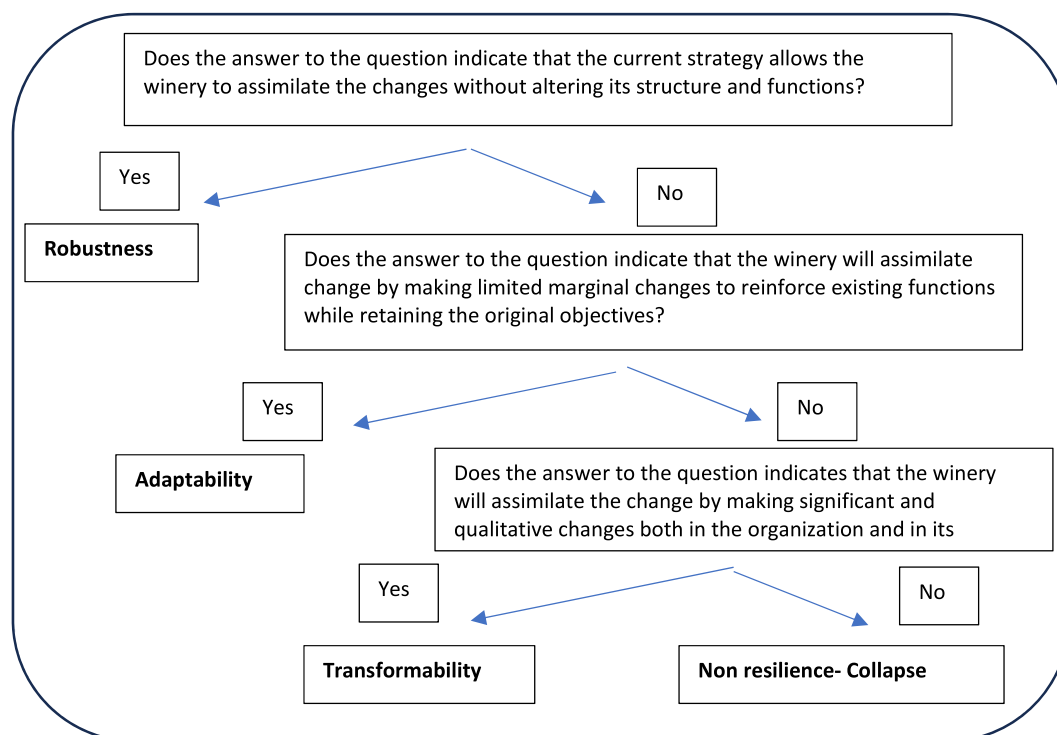 Does the answer to the question indicate that the current strategy allows the
winery to assimilate the changes without altering its structure and functions?
Yes
No
Robustness
Does the answer to the question indicate that the winery will assimilate
change by making limited marginal changes to reinforce existing functions
while retaining the original objectives?
Yes
No
Adaptability
Does the answer to the question indicates that the winery
will assimilate the change by making significant and
qualitative changes both in the organization and in its
Yes
No
Transformability
Non resilience- Collapse